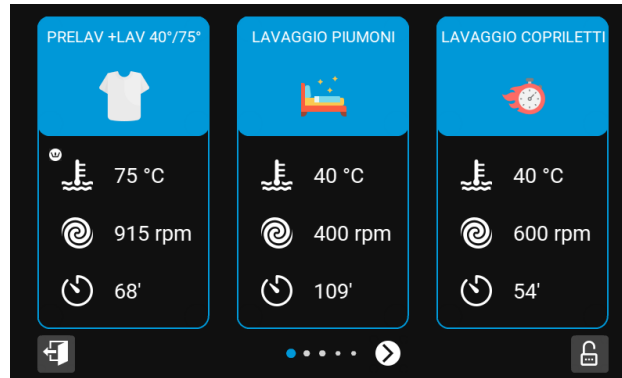 PRELAV +LAV 40°/75°
LAVAGGIO PIUMONI
LAVAGGIO COPRILETTI
75 °C
915 rpm
68'
40 °C
400 rpm
109'
40 °C
600 rpm
54'